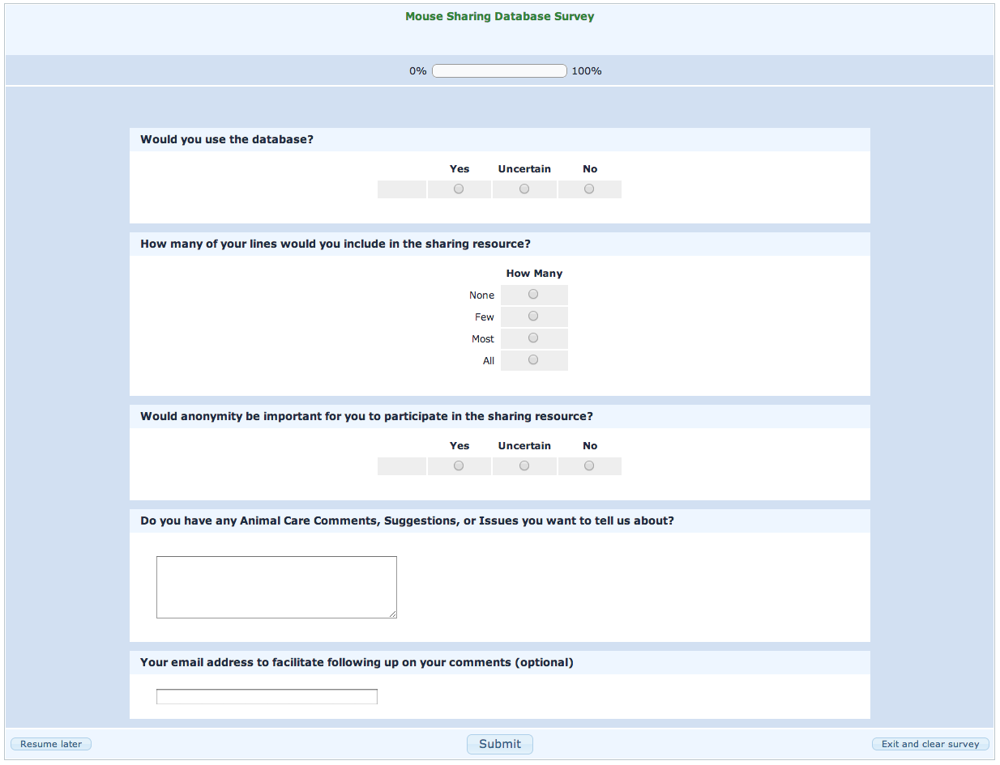 Mouse Sharing Database Survey
0% 100%
Would you use the database?
Yes Uncertain No
How many of your lines would you include in the sharing resource?
How Many
None
Few
Most
All
Would anonymity be important for you to participate in the sharing resource?
Yes Uncertain No
Do you have any Animal Care Comments, Suggestions, or Issues you want to tell us about?
Your email address to facilitate following up on your comments (optional)
Resume later Submit Exit and clear survey